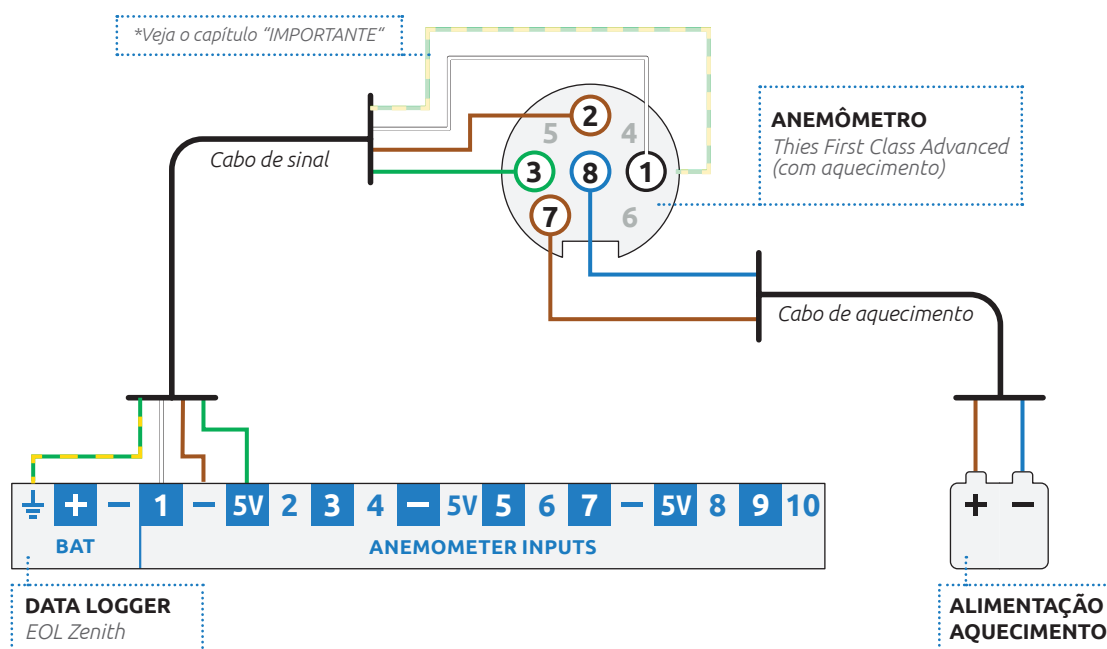 *Veja o capítulo “IMPORTANTE“
Cabo de sinal
2
5
4
3
8
1
7
6
ANEMÔMETRO
Thies First Class Advanced
(com aquecimento)
Cabo de aquecimento
+ − 1 − 5V 2 3 4 − 5V 5 6 7 − 5V 8 9 10
BAT
ANEMOMETER INPUTS
+ −
DATA LOGGER
EOL Zenith
ALIMENTAÇÃO
AQUECIMENTO